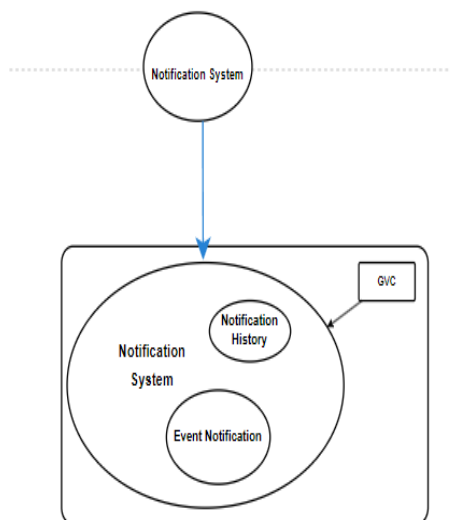 Notification System
GVC
Notification
History
Notification
System
Event Notification